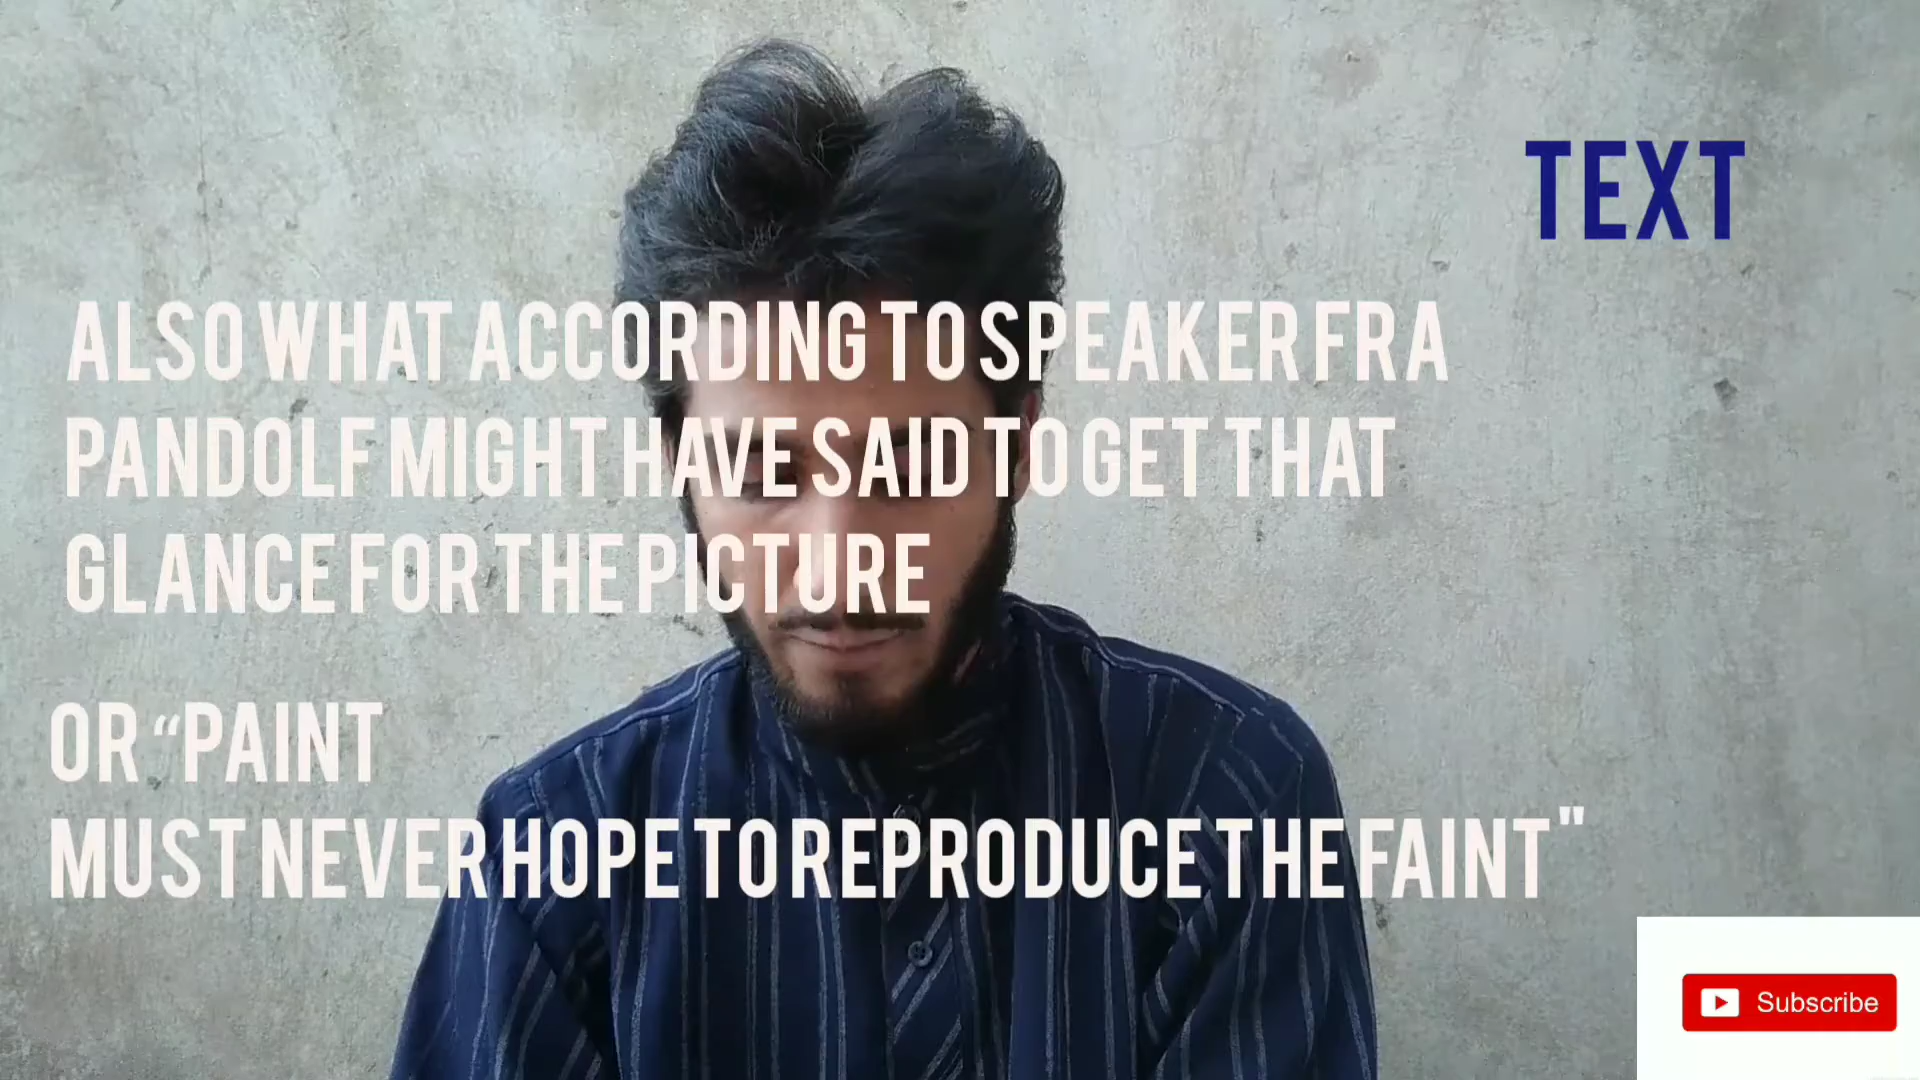 TEXT
ALSO WHAT ACCORDING TO SPEAKER FRA
PANDOLF MIGHT HAVE SAID TO GET THAT
GLANCE FOR THE PICTURE
OR “PAINT
MUST NEVER HOPE TO REPRODUCE THE FAINT"
Subscribe